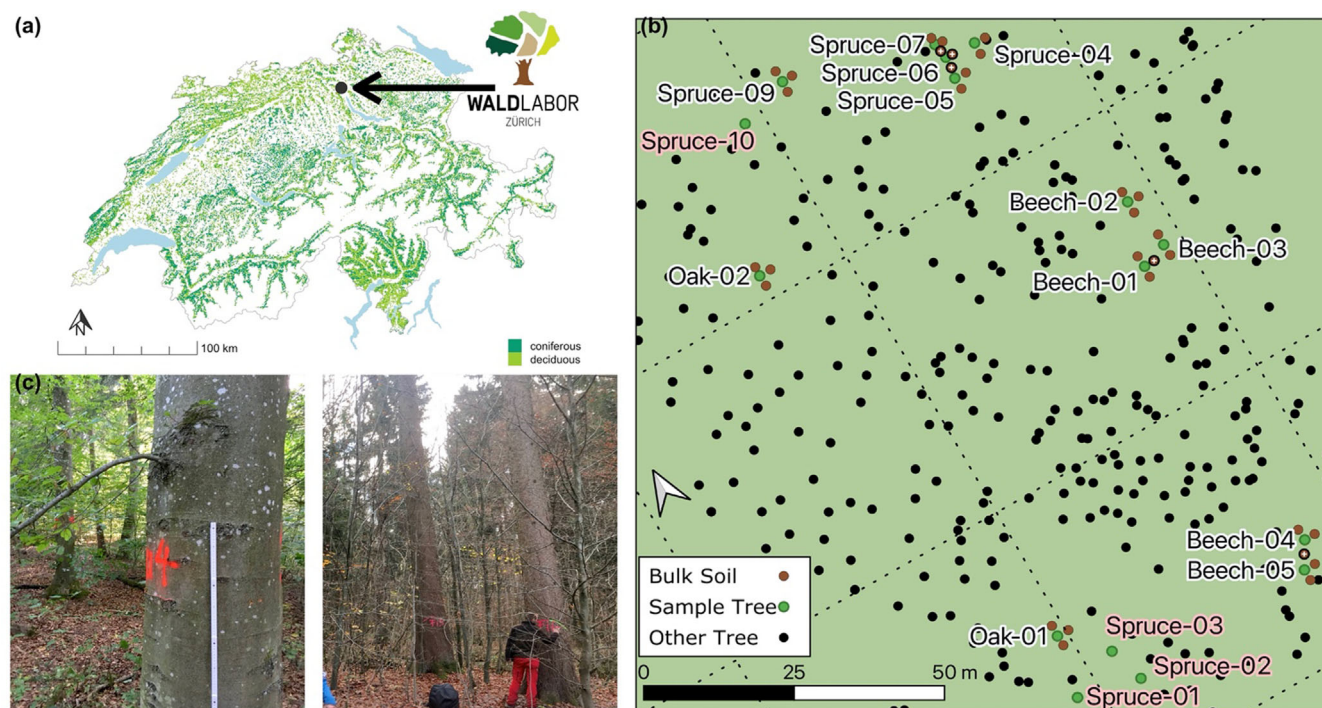 (a)
WALDLABOR
ZÜRICH
N
100 km
coniferous
deciduous
(b)
Spruce-07
Spruce-04
Spruce-06
Spruce-05
Spruce-09
Spruce-10
Beech-02
Beech-03
Beech-01
Oak-02
Beech-04
Beech-05
Oak-01
Spruce-03
Spruce-02
Spruce-01
Bulk Soil
Sample Tree
Other Tree
0 25 50 m
(c)
14